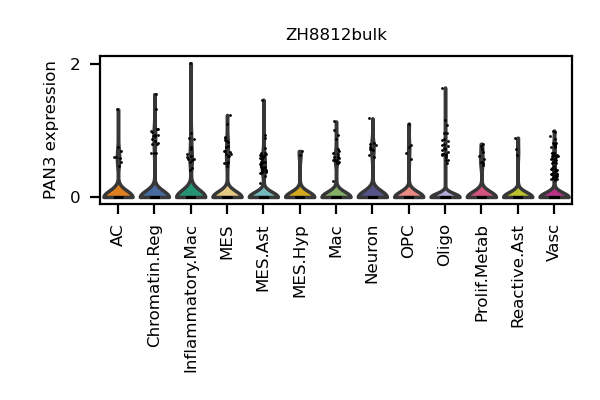 ZH8812bulk
PAN3 expression
2
0
AC
Chromatin.Reg
Inflammatory.Mac
MES
MES.Ast
MES.Hyp
Mac
Neuron
OPC
Oligo
Prolif.Metab
Reactive.Ast
Vasc